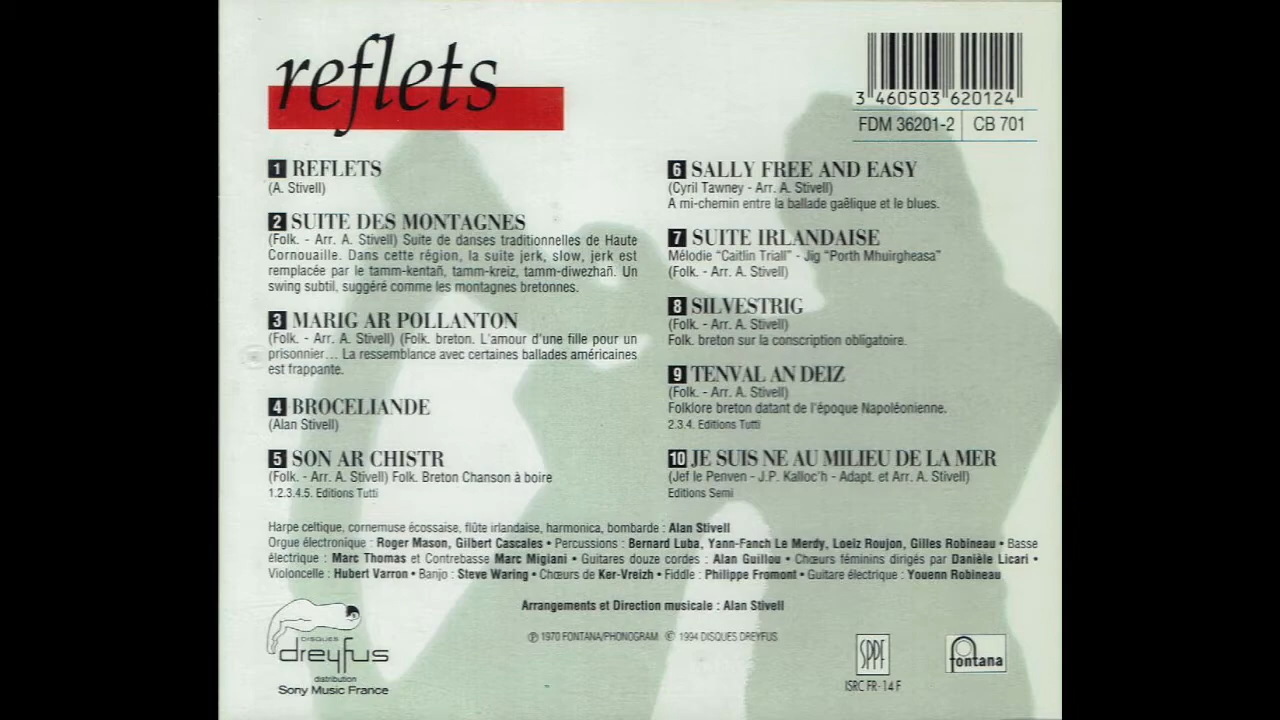 reflets
3 460503 620124
FDM 36201-2 CB 701
1 REFLETS
(A. Stivell)
2 SUITE DES MONTAGNES
(Folk. - Arr. A. Stivell) Suite de danses traditionnelles de Haute
Cornouaille. Dans cette région, la suite jerk, slow, jerk est
remplacée par le tamm-kentañ, tamm-kreiz, tamm-diwezhañ. Un
swing subtil, suggéré comme les montagnes bretonnes.
3 MARIG AR POLLANTON
(Folk. - Arr. A. Stivell) (Folk. breton. L'amour d'une fille pour un
prisonnier... La ressemblance avec certaines ballades américaines
est frappante.
4 BROCELIANDE
(Alan Stivell)
5 SON AR CHISTR
(Folk. - Arr. A. Stivell) Folk. Breton Chanson à boire
1.2.3.4.5. Editions Tutti
6 SALLY FREE AND EASY
(Cyril Tawney - Arr. A. Stivell)
A mi-chemin entre la ballade gaêlique et le blues.
7 SUITE IRLANDAISE
Mélodie "Caitlin Triall" - Jig "Porth Mhuirgheasa"
(Folk. - Arr. A. Stivell)
8 SILVESTRIG
(Folk. - Arr. A. Stivell)
Folk. breton sur la conscription obligatoire.
9 TENVAL AN DEIZ
(Folk. - Arr. A. Stivell)
Folklore breton datant de l'époque Napoléonienne.
2.3.4. Editions Tutti
10 JE SUIS NE AU MILIEU DE LA MER
(Jef le Penven - J.P. Kalloc'h - Adapt. et Arr. A. Stivell)
Editions Semi
Harpe celtique, cornemuse écossaise, flûte irlandaise, harmonica, bombarde : Alan Stivell
Orgue électronique : Roger Mason, Gilbert Cascales • Percussions : Bernard Luba, Yann-Fanch Le Merdy, Loeiz Roujon, Gilles Robineau • Basse
électrique : Marc Thomas et Contrebasse Marc Migiani • Guitares douze cordes : Alan Guillou • Chœurs féminins dirigés par Danièle Licari •
Violoncelle : Hubert Varron • Banjo : Steve Waring • Chœurs de Ker-Vreizh • Fiddle : Philippe Fromont • Guitare électrique : Youenn Robineau
Arrangements et Direction musicale : Alan Stivell
℗ 1970 FONTANA/PHONOGRAM © 1994 DISQUES DREYFUS
DISQUES
dreyfus
distribution
Sony Music France
SPPF
ISRC FR-14 F
fontana